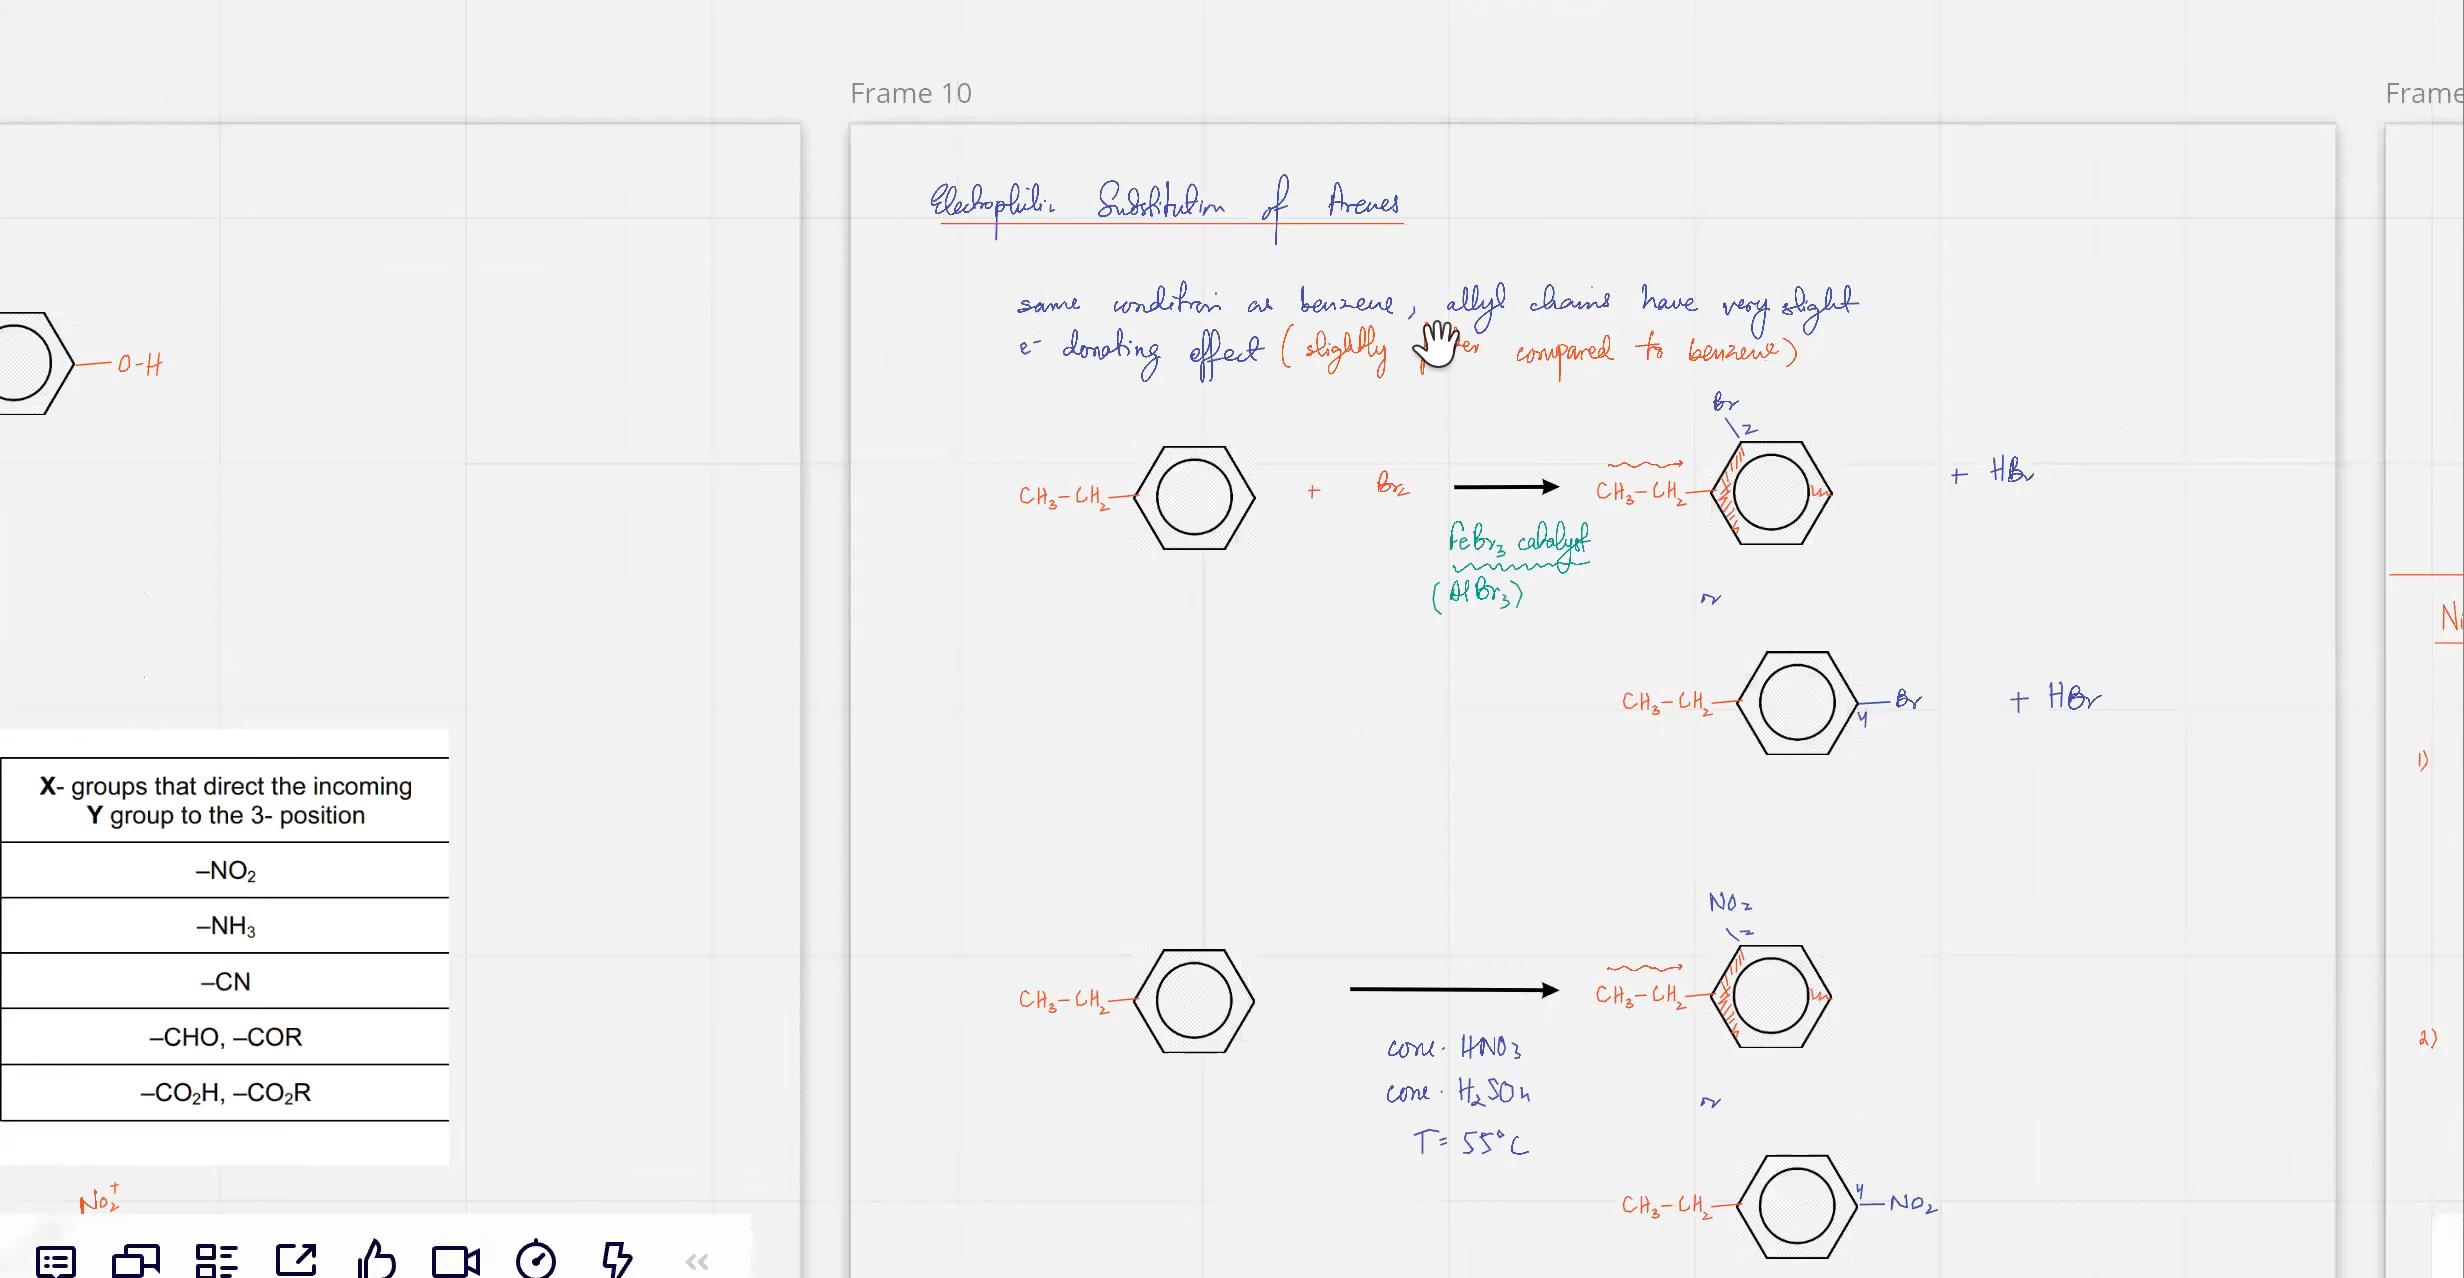 Frame 10
Frame
Electrophilic Substitution of Arenes
same condition as benzene, alkyl chains have very slight
e⁻ donating effect (slightly compared to benzene)
O-H
Br
2
CH₃-CH₂ + Br₂ CH₃-CH₂ + HBr
FeBr₃ catalyst
(AlBr₃)
or
CH₃-CH₂ 4 Br + HBr
X- groups that direct the incoming
Y group to the 3- position
–NO₂
–NH₃
–CN
–CHO, –COR
–CO₂H, –CO₂R
NO₂⁺
NO₂
2
CH₃-CH₂ CH₃-CH₂
conc. HNO₃
conc. H₂SO₄
T= 55°C
or
CH₃-CH₂ 4 NO₂
1)
2)